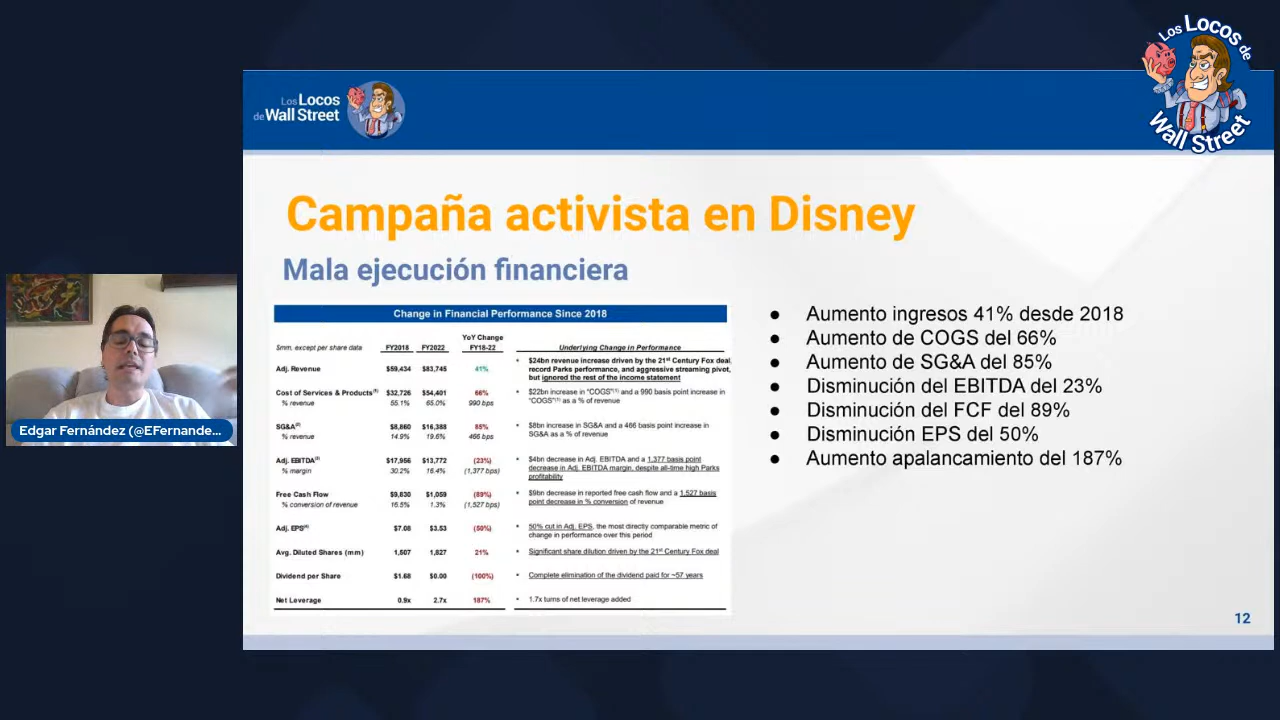 Los Locos de
Wall Street
Los Locos
de Wall Street
Campaña activista en Disney
Mala ejecución financiera
Change in Financial Performance Since 2018
YoY Change
$mm, except per share data FY2018 FY2022 FY18-22 Underlying Change in Performance
Adj. Revenue $59,434 $83,745 41% • $24bn revenue increase driven by the 21st Century Fox deal,
record Parks performance, and aggressive streaming pivot,
but ignored the rest of the income statement
Cost of Services & Products(1) $32,726 $54,401 66% • $22bn increase in "COGS"(1) and a 990 basis point increase in
% revenue 55.1% 65.0% 990 bps "COGS"(1) as a % of revenue
SG&A(2) $8,860 $16,388 85% • $8bn increase in SG&A and a 466 basis point increase in
% revenue 14.9% 19.6% 466 bps SG&A as a % of revenue
Adj. EBITDA(3) $17,956 $13,772 (23%) • $4bn decrease in Adj. EBITDA and a 1,377 basis point
% margin 30.2% 16.4% (1,377 bps) decrease in Adj. EBITDA margin, despite all-time high Parks
profitability
Free Cash Flow $9,830 $1,059 (89%) • $9bn decrease in reported free cash flow and a 1,527 basis
% conversion of revenue 16.5% 1.3% (1,527 bps) point decrease in % conversion of revenue
Adj. EPS(4) $7.08 $3.53 (50%) • 50% cut in Adj. EPS, the most directly comparable metric of
change in performance over this period
Avg. Diluted Shares (mm) 1,507 1,827 21% • Significant share dilution driven by the 21st Century Fox deal
Dividend per Share $1.68 $0.00 (100%) • Complete elimination of the dividend paid for ~57 years
Net Leverage 0.9x 2.7x 187% • 1.7x turns of net leverage added
● Aumento ingresos 41% desde 2018
● Aumento de COGS del 66%
● Aumento de SG&A del 85%
● Disminución del EBITDA del 23%
● Disminución del FCF del 89%
● Disminución EPS del 50%
● Aumento apalancamiento del 187%
12
Edgar Fernández (@EFernande...